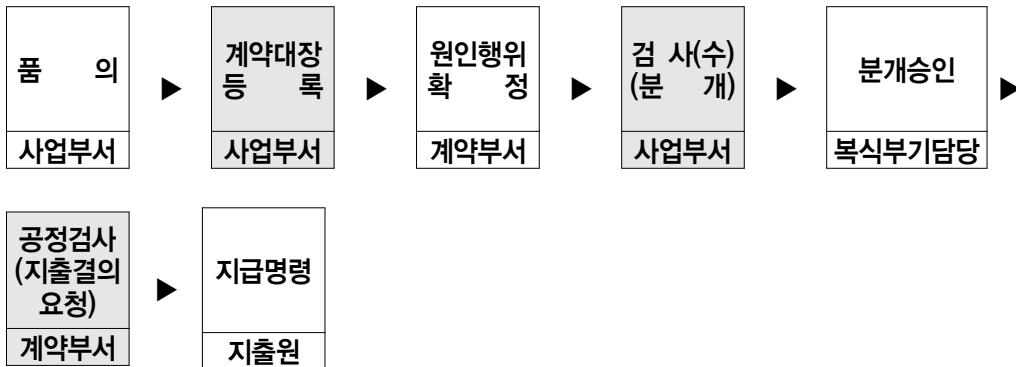 품 의
사업부서
▶
계약대장
등 록
사업부서
▶
원인행위
확 정
계약부서
▶
검 사(수)
(분 개)
사업부서
▶
분개승인
복식부기담당
▶
공정검사
(지출결의
요청)
계약부서
▶
지급명령
지출원